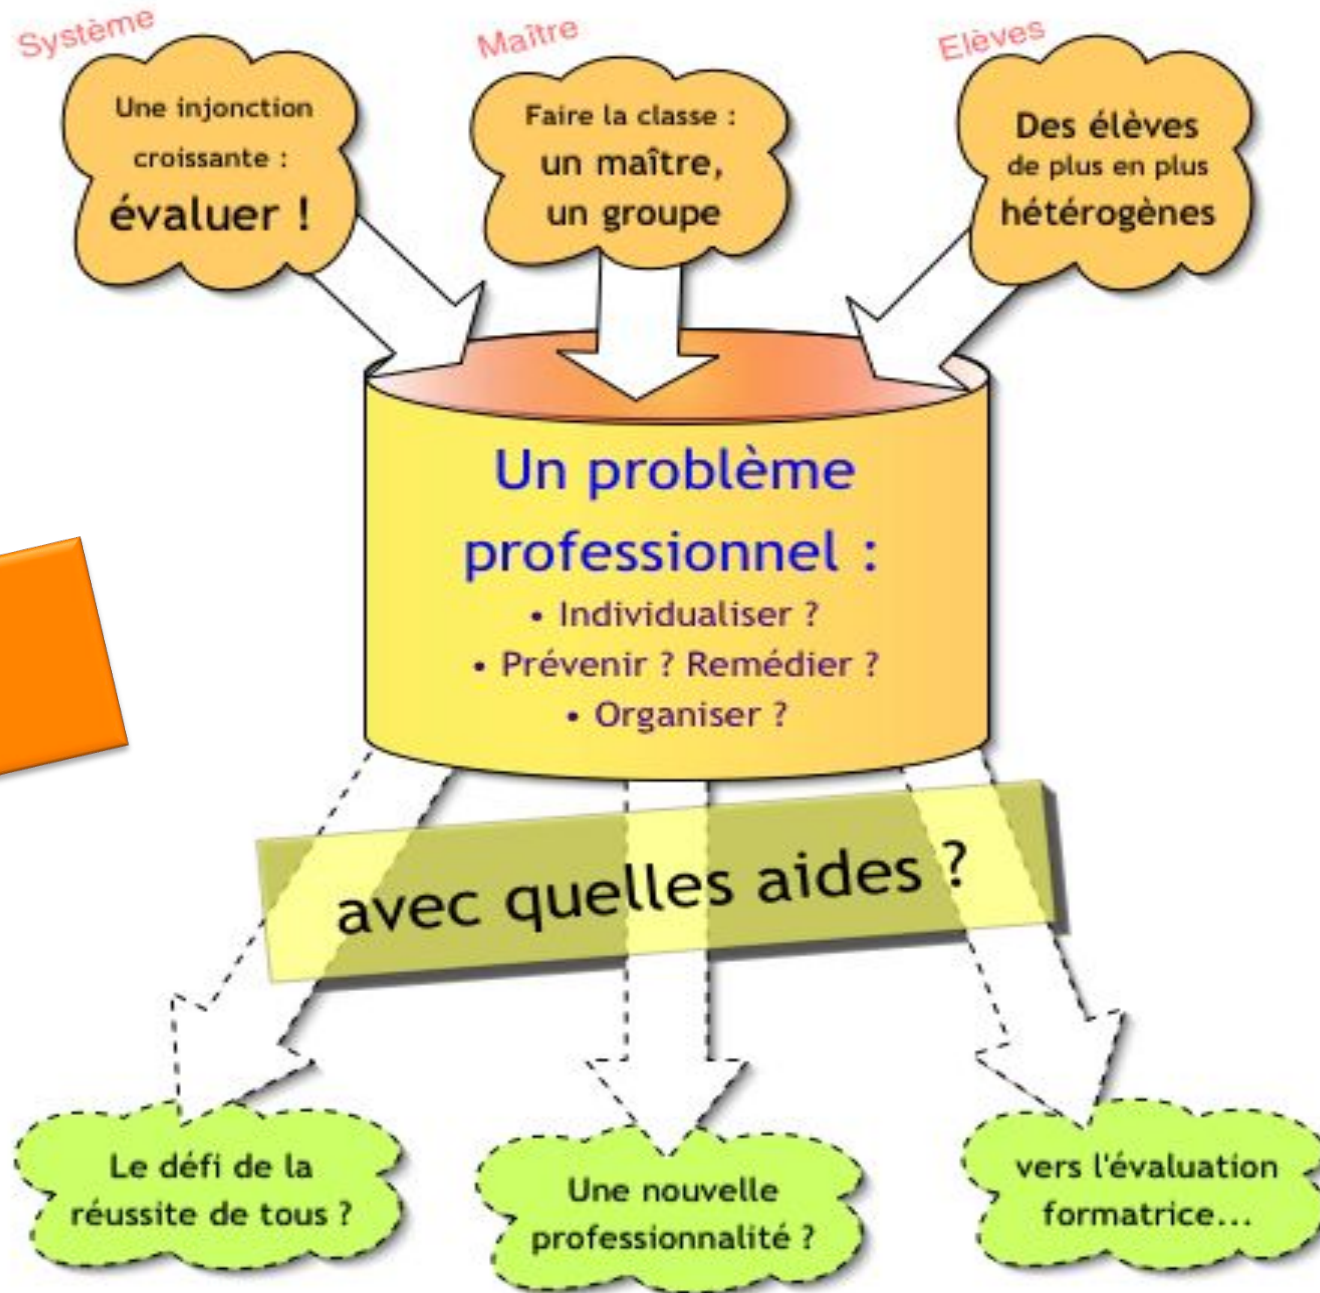 Système
Une injonction
croissante :
évaluer !
Maître
Faire la classe :
un maître,
un groupe
Elèves
Des élèves
de plus en plus
hétérogènes
Un problème
professionnel :
• Individualiser ?
• Prévenir ? Remédier ?
• Organiser ?
avec quelles aides ?
Le défi de la
réussite de tous ?
Une nouvelle
professionnalité ?
vers l'évaluation
formatrice...